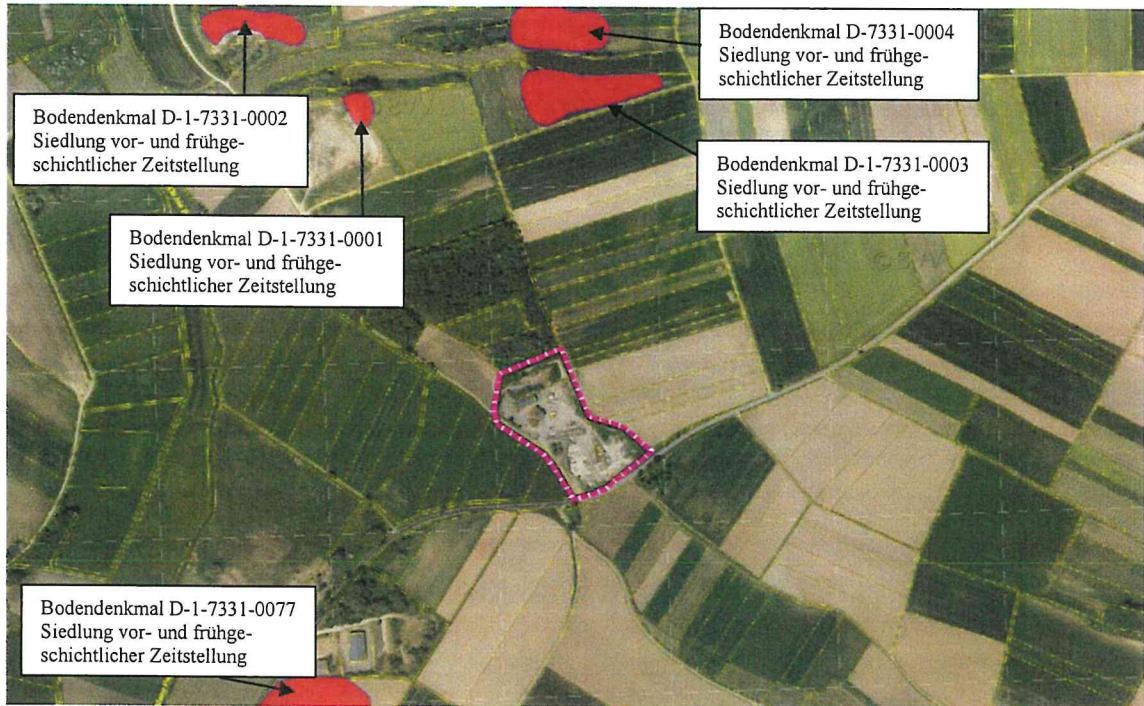 Bodendenkmal D-7331-0004
Siedlung vor- und frühge-
schichtlicher Zeitstellung
Bodendenkmal D-1-7331-0002
Siedlung vor- und frühge-
schichtlicher Zeitstellung
Bodendenkmal D-1-7331-0003
Siedlung vor- und frühge-
schichtlicher Zeitstellung
Bodendenkmal D-1-7331-0001
Siedlung vor- und frühge-
schichtlicher Zeitstellung
Bodendenkmal D-1-7331-0077
Siedlung vor- und frühge-
schichtlicher Zeitstellung